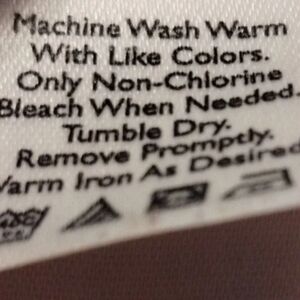 Machine Wash Warm
With Like Colors.
Only Non-Chlorine
Bleach When Needed.
Tumble Dry.
Remove Promptly.
Warm Iron As Desired